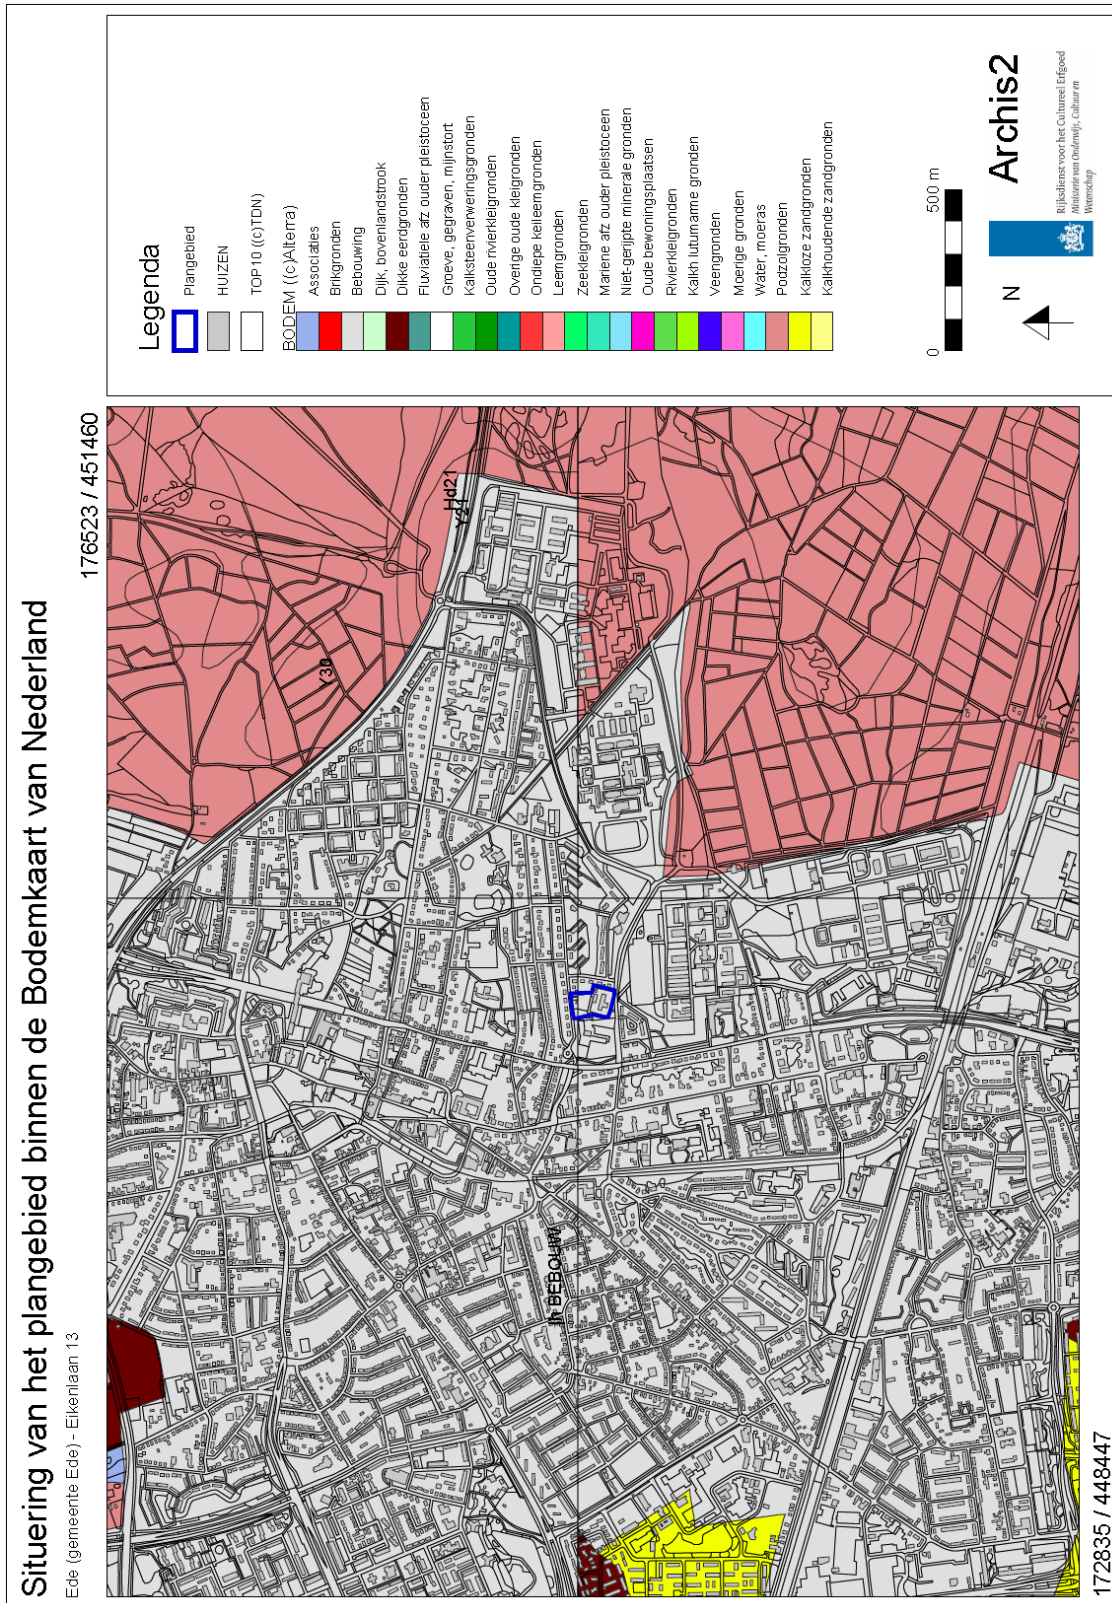 Situering van het plangebied binnen de Bodemkaart van Nederland
Ede (gemeente Ede) - Eikenlaan 13
176523 / 451460
Y30
Hd21
Y21
|h BEBOUW
172835 / 448447
Legenda
Plangebied
HUIZEN
TOP10 ((c)TDN)
BODEM ((c)Alterra)
Associaties
Brikgronden
Bebouwing
Dijk, bovenlandstrook
Dikke eerdgronden
Fluviatiele afz ouder pleistoceen
Groeve, gegraven, mijnstort
Kalksteenverweringsgronden
Oude rivierkleigronden
Overige oude kleigronden
Ondiepe keileemgronden
Leemgronden
Zeekleigronden
Mariene afz ouder pleistoceen
Niet-gerijpte minerale gronden
Oude bewoningsplaatsen
Rivierkleigronden
Kalkh lutumarme gronden
Veengronden
Moerige gronden
Water, moeras
Podzolgronden
Kalkloze zandgronden
Kalkhoudende zandgronden
0
500 m
N
Archis2
Rijksdienst voor het Cultureel Erfgoed
Ministerie van Onderwijs, Cultuur en
Wetenschap